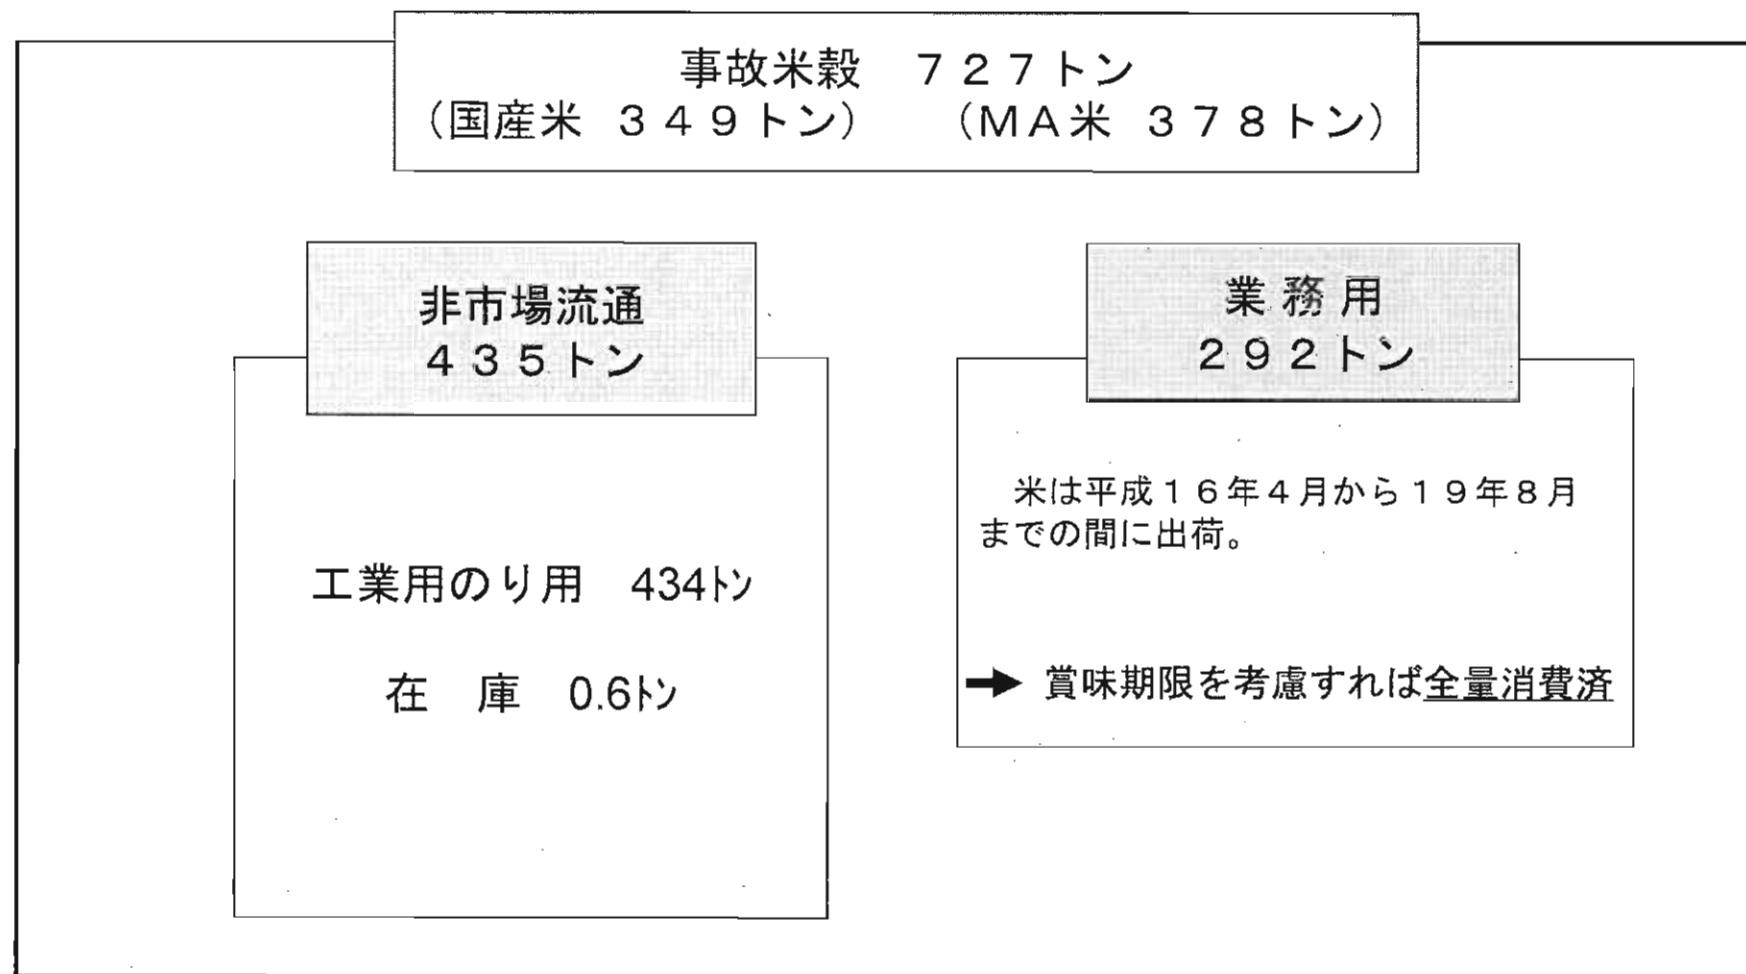 事故米穀　７２７トン
（国産米 ３４９トン）　（ＭＡ米 ３７８トン）
非市場流通
４３５トン
工業用のり用　434㌧
在　庫　0.6㌧
業 務 用
２９２トン
米は平成１６年４月から１９年８月
までの間に出荷。
➡ 賞味期限を考慮すれば全量消費済